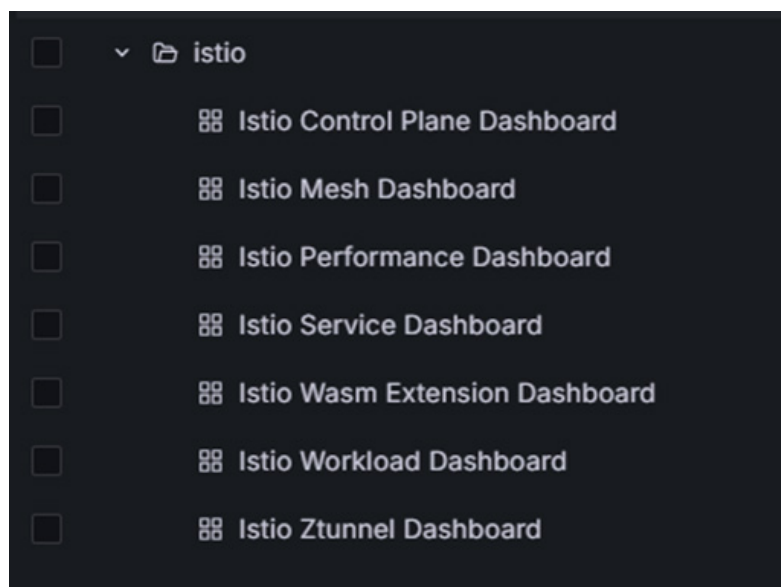 istio
Istio Control Plane Dashboard
Istio Mesh Dashboard
Istio Performance Dashboard
Istio Service Dashboard
Istio Wasm Extension Dashboard
Istio Workload Dashboard
Istio Ztunnel Dashboard